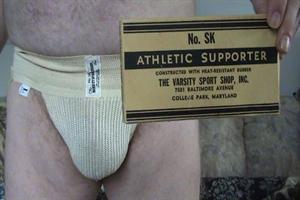 No. SK
ATHLETIC SUPPORTER
CONSTRUCTED WITH HEAT-RESISTANT RUBBER
THE VARSITY SPORT SHOP, INC.
7501 BALTIMORE AVENUE
COLLEGE PARK, MARYLAND